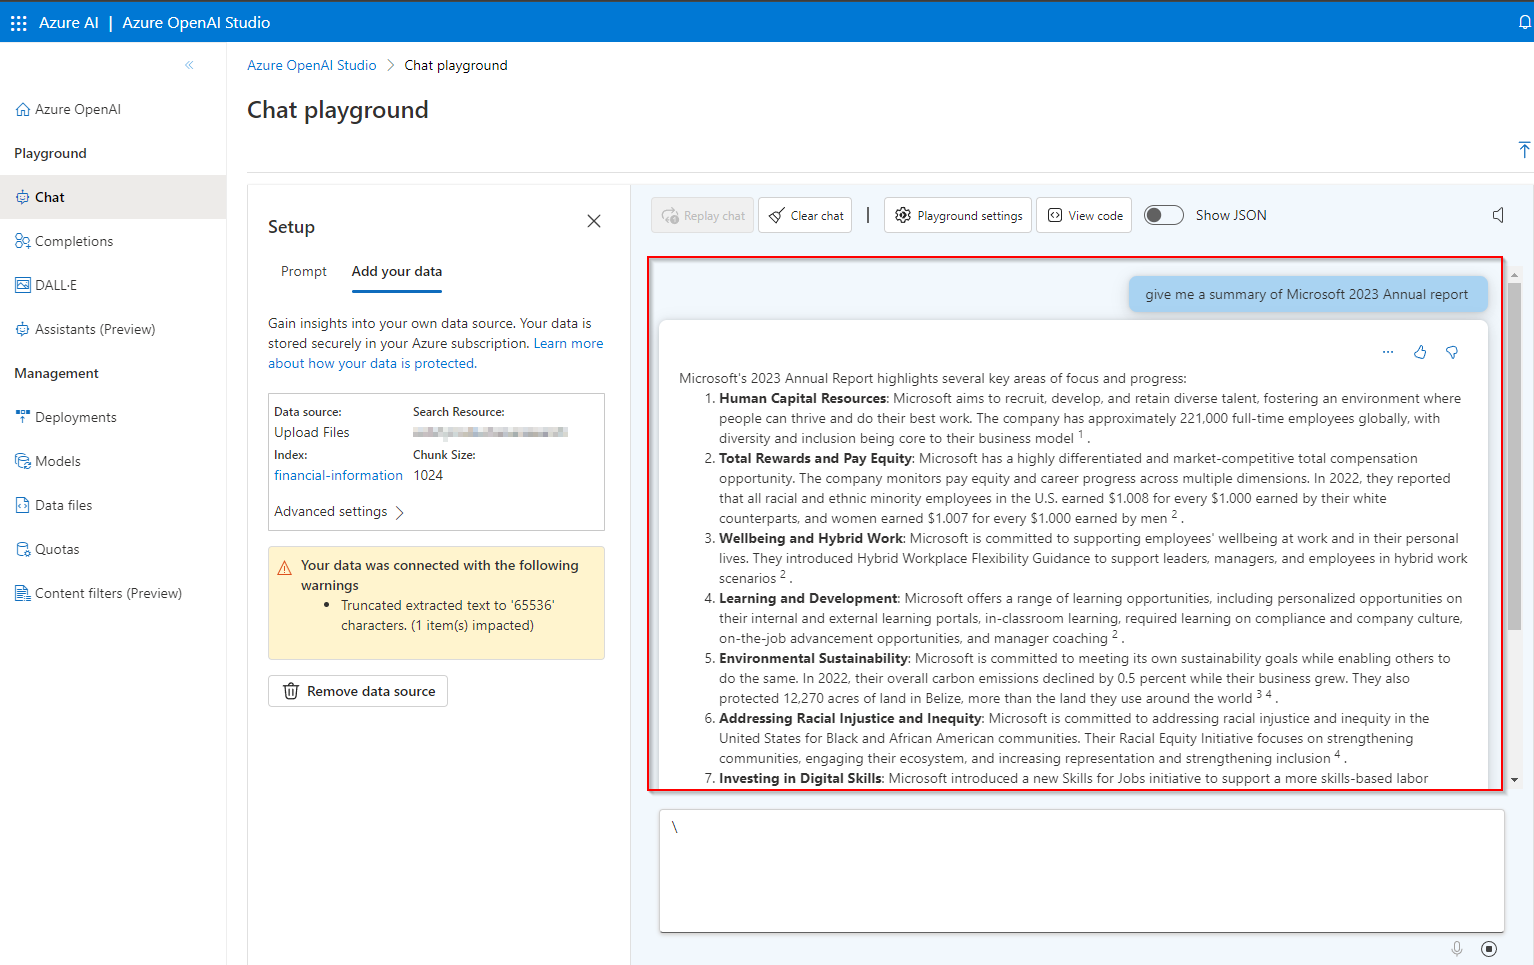 Azure AI | Azure OpenAI Studio
Azure OpenAI Studio > Chat playground
Chat playground
Azure OpenAI
Playground
Chat
Completions
DALL·E
Assistants (Preview)
Management
Deployments
Models
Data files
Quotas
Content filters (Preview)
Setup
Prompt Add your data
Gain insights into your own data source. Your data is
stored securely in your Azure subscription. Learn more
about how your data is protected.
Data source: Search Resource:
Upload Files
Index: Chunk Size:
financial-information 1024
Advanced settings
Your data was connected with the following
warnings
• Truncated extracted text to '65536'
characters. (1 item(s) impacted)
Remove data source
Replay chat Clear chat | Playground settings View code Show JSON
give me a summary of Microsoft 2023 Annual report
Microsoft's 2023 Annual Report highlights several key areas of focus and progress:
1. Human Capital Resources: Microsoft aims to recruit, develop, and retain diverse talent, fostering an environment where
people can thrive and do their best work. The company has approximately 221,000 full-time employees globally, with
diversity and inclusion being core to their business model 1 .
2. Total Rewards and Pay Equity: Microsoft has a highly differentiated and market-competitive total compensation
opportunity. The company monitors pay equity and career progress across multiple dimensions. In 2022, they reported
that all racial and ethnic minority employees in the U.S. earned $1.008 for every $1.000 earned by their white
counterparts, and women earned $1.007 for every $1.000 earned by men 2 .
3. Wellbeing and Hybrid Work: Microsoft is committed to supporting employees' wellbeing at work and in their personal
lives. They introduced Hybrid Workplace Flexibility Guidance to support leaders, managers, and employees in hybrid work
scenarios 2 .
4. Learning and Development: Microsoft offers a range of learning opportunities, including personalized opportunities on
their internal and external learning portals, in-classroom learning, required learning on compliance and company culture,
on-the-job advancement opportunities, and manager coaching 2 .
5. Environmental Sustainability: Microsoft is committed to meeting its own sustainability goals while enabling others to
do the same. In 2022, their overall carbon emissions declined by 0.5 percent while their business grew. They also
protected 12,270 acres of land in Belize, more than the land they use around the world 3 4 .
6. Addressing Racial Injustice and Inequity: Microsoft is committed to addressing racial injustice and inequity in the
United States for Black and African American communities. Their Racial Equity Initiative focuses on strengthening
communities, engaging their ecosystem, and increasing representation and strengthening inclusion 4 .
7. Investing in Digital Skills: Microsoft introduced a new Skills for Jobs initiative to support a more skills-based labor
\